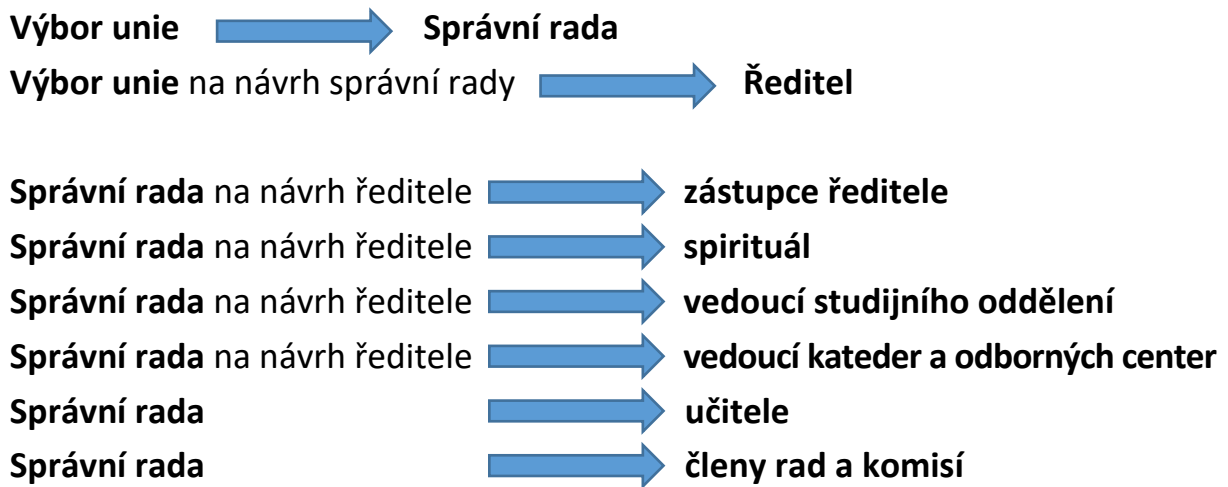 Výbor unie Správní rada
Výbor unie na návrh správní rady Ředitel
Správní rada na návrh ředitele zástupce ředitele
Správní rada na návrh ředitele spirituál
Správní rada na návrh ředitele vedoucí studijního oddělení
Správní rada na návrh ředitele vedoucí kateder a odborných center
Správní rada učitele
Správní rada členy rad a komisí